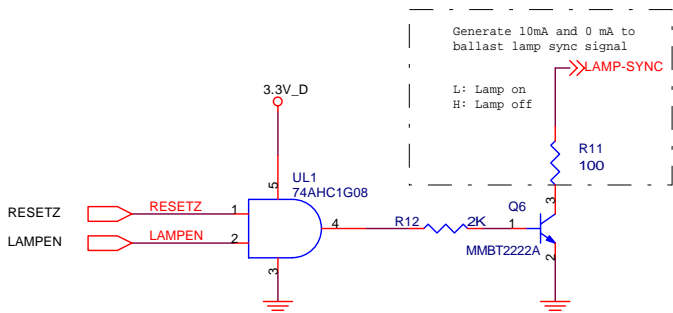 Generate 10mA and 0 mA to
ballast lamp sync signal
LAMP-SYNC
L: Lamp on
H: Lamp off
3.3V_D
R11
100
UL1
74AHC1G08
5
3
Q6
RESETZ
RESETZ
1
4
R12
2K
1
LAMPEN
LAMPEN
2
MMBT2222A
3
2